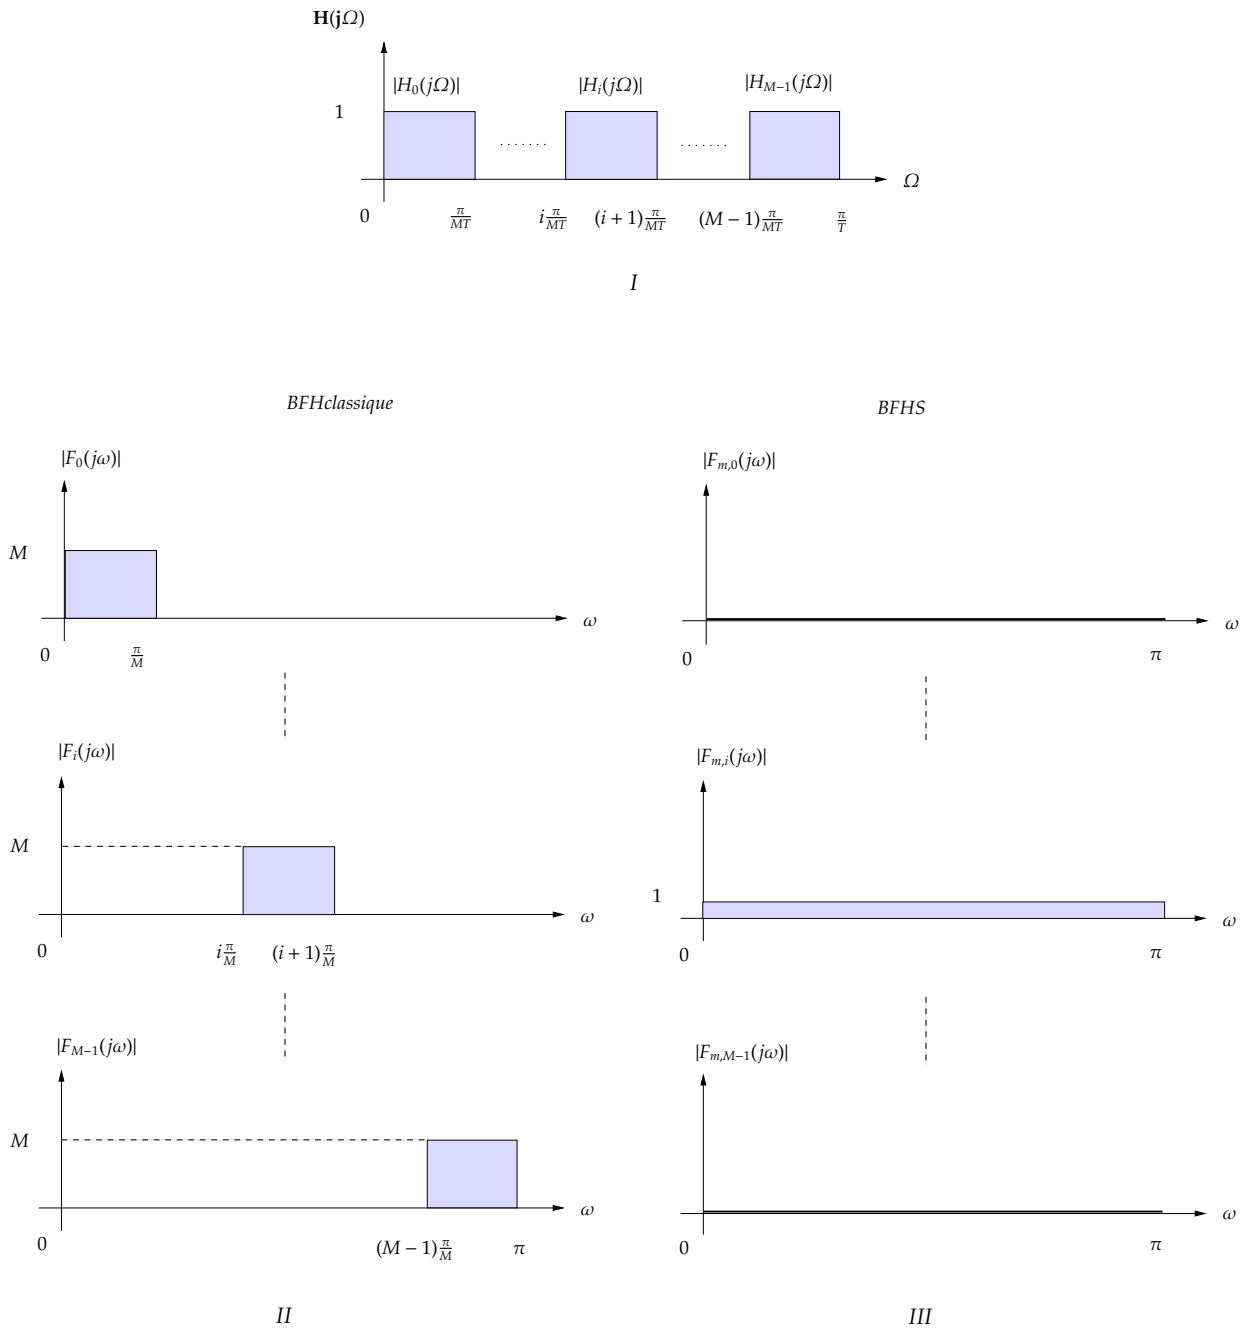 H(jΩ)
|H₀(jΩ)| |Hᵢ(jΩ)| |H_{M−1}(jΩ)|
1
.......
.......
Ω
0 π/MT i π/MT (i + 1) π/MT (M − 1) π/MT π/T
I
BFHclassique
BFHS
|F₀(jω)|
|F_{m,0}(jω)|
M
ω
ω
0 π/M
0 π
|Fᵢ(jω)|
|F_{m,i}(jω)|
M
1
ω
ω
0 i π/M (i + 1) π/M
0 π
|F_{M−1}(jω)|
|F_{m,M−1}(jω)|
M
ω
ω
0 (M − 1) π/M π
0 π
II
III